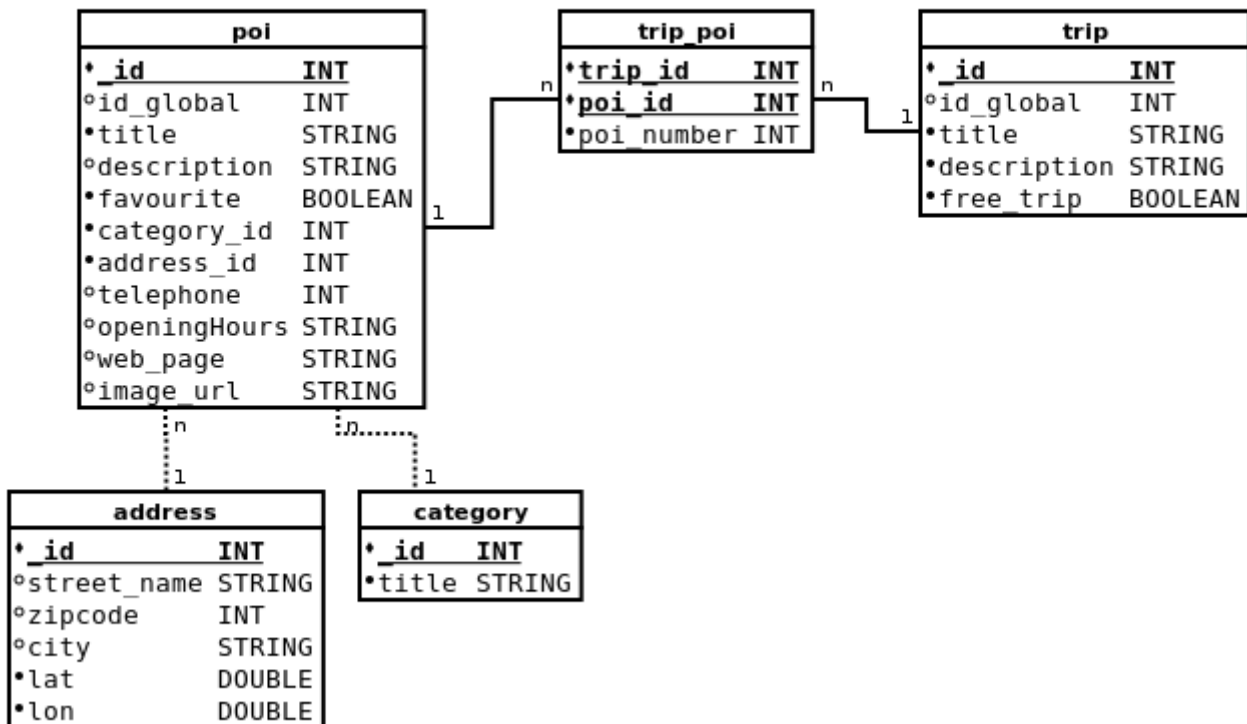 poi
_id INT
id_global INT
title STRING
description STRING
favourite BOOLEAN
category_id INT
address_id INT
telephone INT
openingHours STRING
web_page STRING
image_url STRING
1
n
trip_poi
trip_id INT
poi_id INT
poi_number INT
n
1
trip
_id INT
id_global INT
title STRING
description STRING
free_trip BOOLEAN
n
1
n
1
address
_id INT
street_name STRING
zipcode INT
city STRING
lat DOUBLE
lon DOUBLE
category
_id INT
title STRING